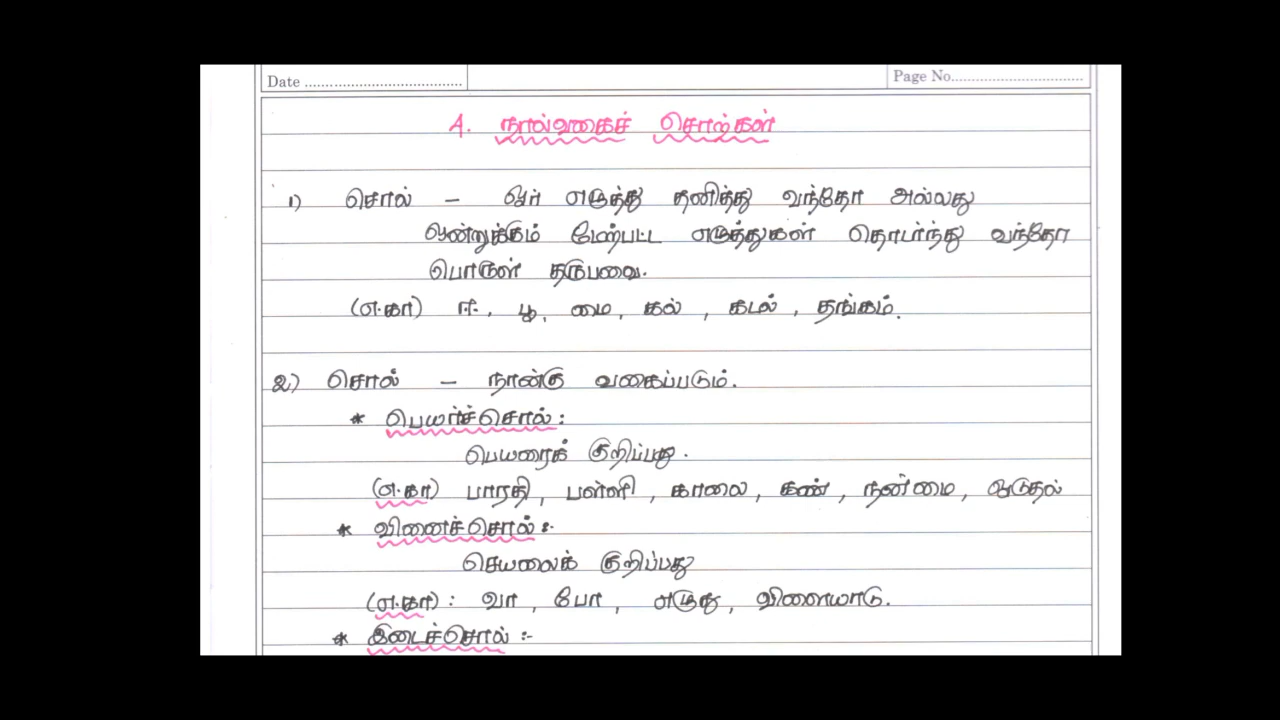 Date
Page No.
4. நால்வகைச் சொற்கள்
1) சொல் – ஓர் எழுத்து தனித்து வந்தோ அல்லது
ஒன்றுக்கும் மேற்பட்ட எழுத்துகள் தொடர்ந்து வந்தோ
பொருள் தருபவை.
(எ.கா) ஈ, பூ, மை, கல், கடல், தங்கம்.
2) சொல் – நான்கு வகைப்படும்.
* பெயர்ச்சொல் :
பெயரைக் குறிப்பது.
(எ.கா) பாரதி, பள்ளி, காலை, கண், நன்மை, ஆடுதல்
* வினைச்சொல் :-
செயலைக் குறிப்பது
(எ.கா) : வா, போ, எழுது, விளையாடு.
* இடைச்சொல் :-